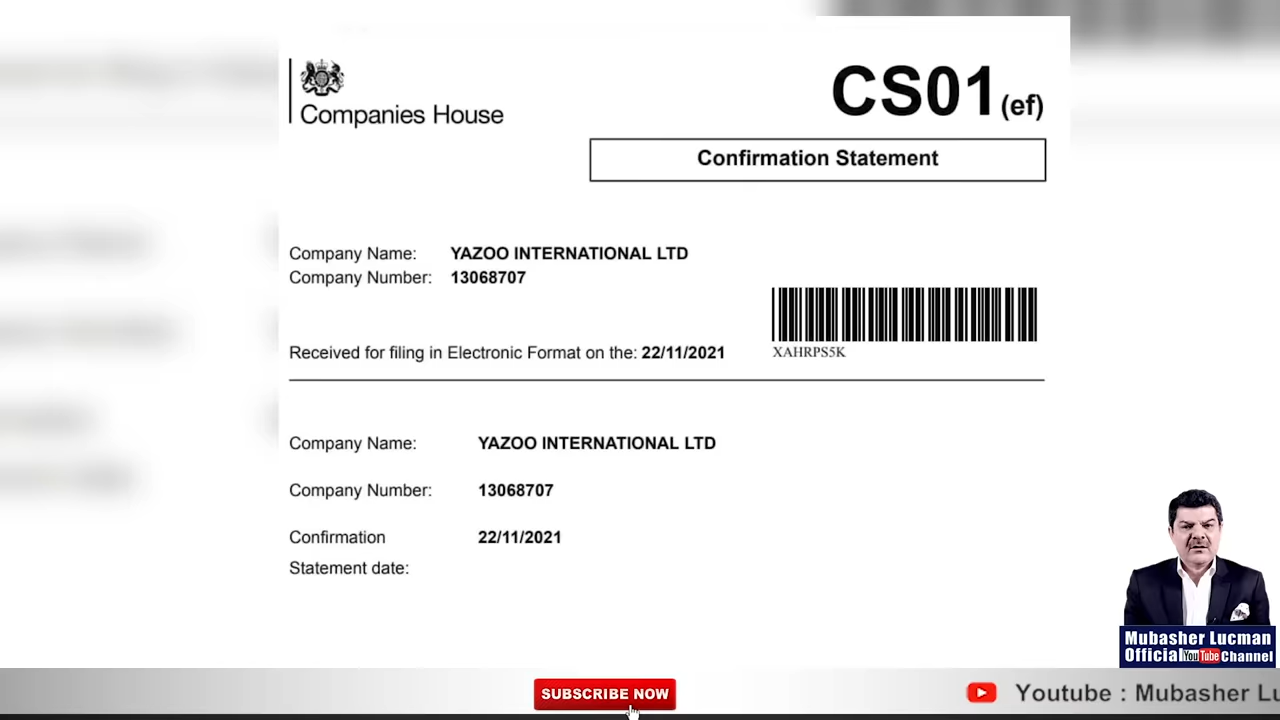 Companies House
CS01(ef)
Confirmation Statement
Company Name: YAZOO INTERNATIONAL LTD
Company Number: 13068707
XAHRPS5K
Received for filing in Electronic Format on the: 22/11/2021
Company Name: YAZOO INTERNATIONAL LTD
Company Number: 13068707
Confirmation 22/11/2021
Statement date:
Mubasher Lucman
Official YouTube Channel
SUBSCRIBE NOW
Youtube : Mubasher Lu